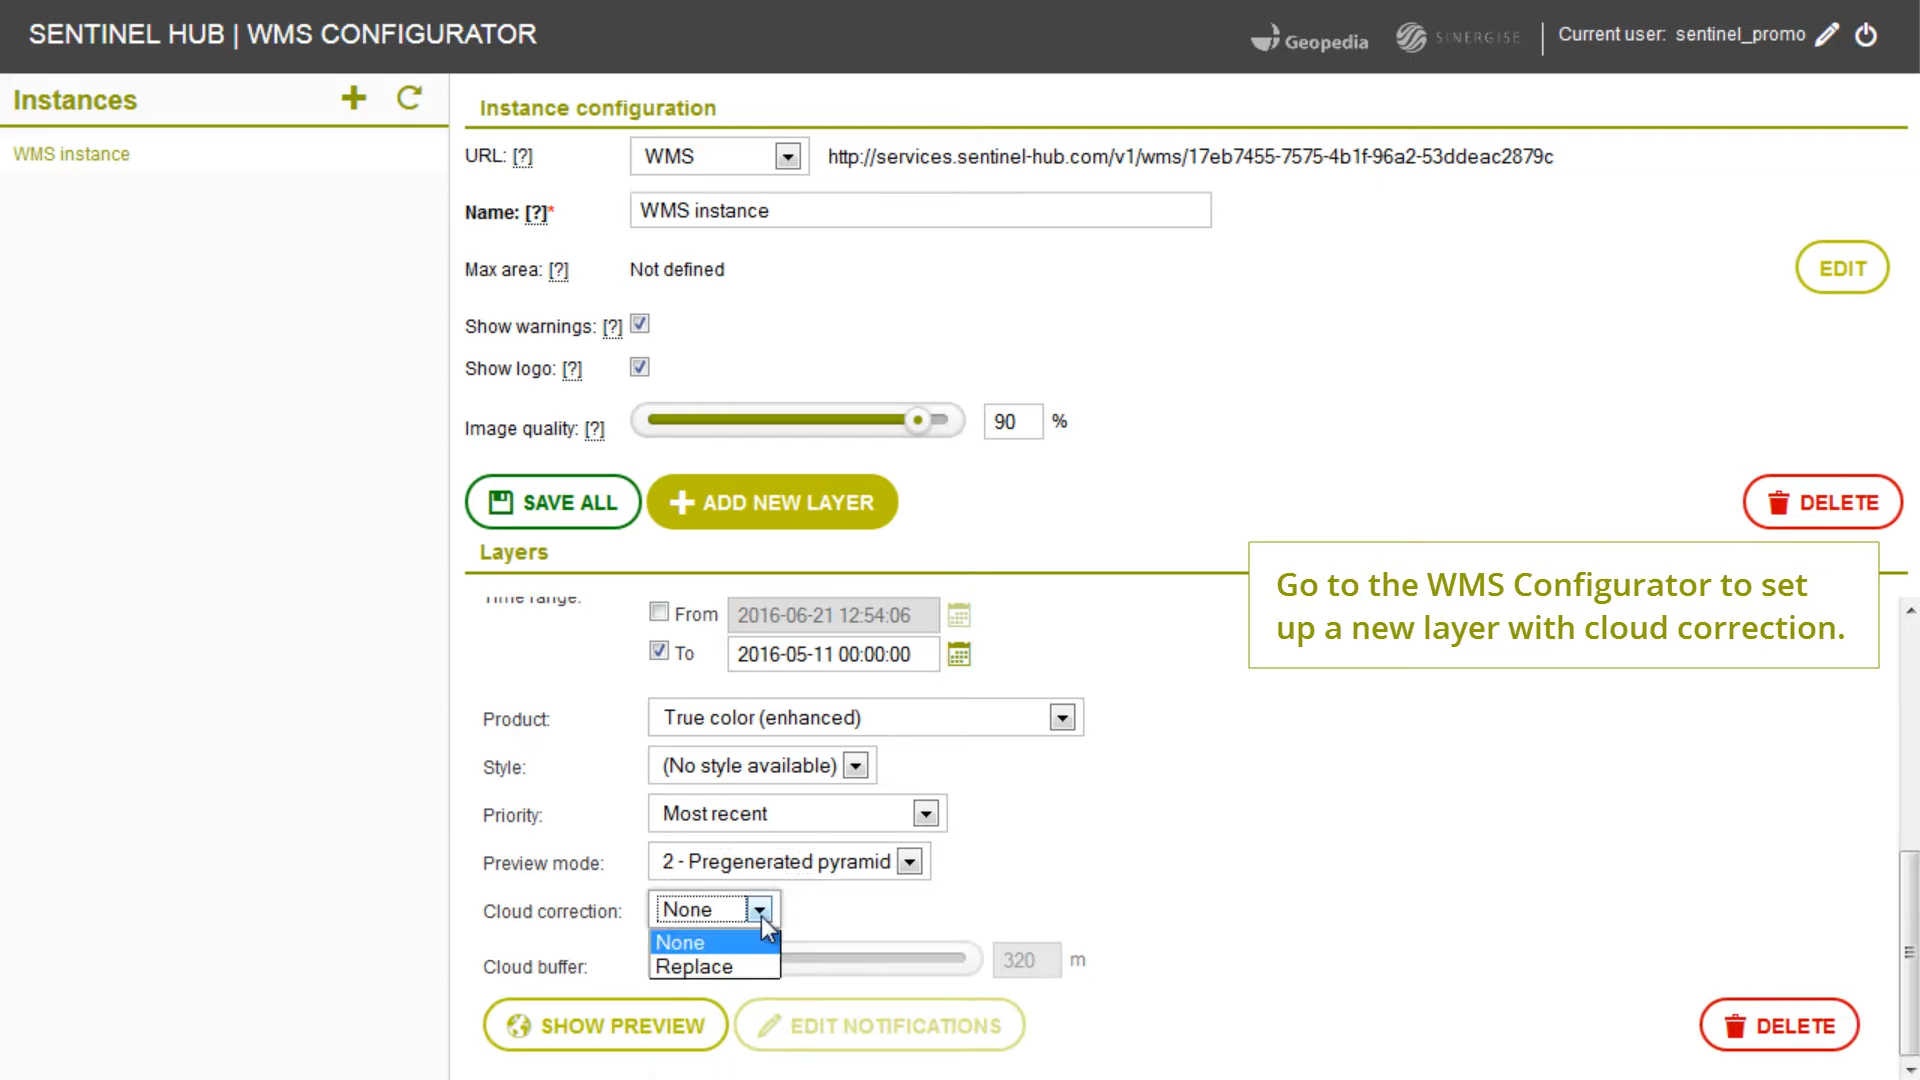 SENTINEL HUB | WMS CONFIGURATOR
Geopedia
SINERGISE
Current user: sentinel_promo
Instances
WMS instance
Instance configuration
URL: [?]
WMS
http://services.sentinel-hub.com/v1/wms/17eb7455-7575-4b1f-96a2-53ddeac2879c
Name: [?]*
WMS instance
Max area: [?]
Not defined
EDIT
Show warnings: [?]
Show logo: [?]
Image quality: [?]
90 %
SAVE ALL
ADD NEW LAYER
DELETE
Layers
Go to the WMS Configurator to set
up a new layer with cloud correction.
Time range:
From 2016-06-21 12:54:06
To 2016-05-11 00:00:00
Product: True color (enhanced)
Style: (No style available)
Priority: Most recent
Preview mode: 2 - Pregenerated pyramid
Cloud correction: None
None
Replace
Cloud buffer: 320 m
SHOW PREVIEW
EDIT NOTIFICATIONS
DELETE